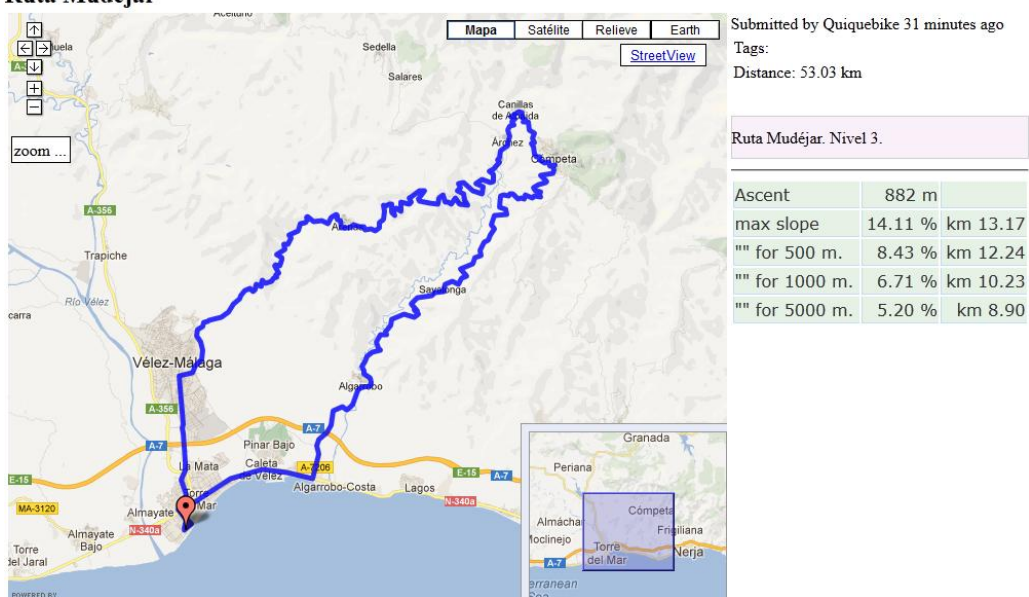 Ruta Mudéjar
Aceituno
Mapa
Satélite
Relieve
Earth
StreetView
Sedella
Salares
zoom ...
Canillas
Árchez
Cómpeta
A-356
Arenas
Trapiche
Río Vélez
Sayalonga
Vélez-Málaga
Algarrobo
A-356
A-7
A-7
Pinar Bajo
La Mata
Caleta
de Vélez
A-7206
Algarrobo-Costa
Lagos
E-15
A-7
E-15
N-340a
MA-3120
Almayate
Torre
Mar
N-340a
Almayate
Bajo
Torre
del Jaral
POWERED BY
Granada
Periana
Cómpeta
Frigiliana
Torre
del Mar
Nerja
A-7
Submitted by Quiquebike 31 minutes ago
Tags:
Distance: 53.03 km
Ruta Mudéjar. Nivel 3.
Ascent 882 m
max slope 14.11 % km 13.17
"" for 500 m. 8.43 % km 12.24
"" for 1000 m. 6.71 % km 10.23
"" for 5000 m. 5.20 % km 8.90